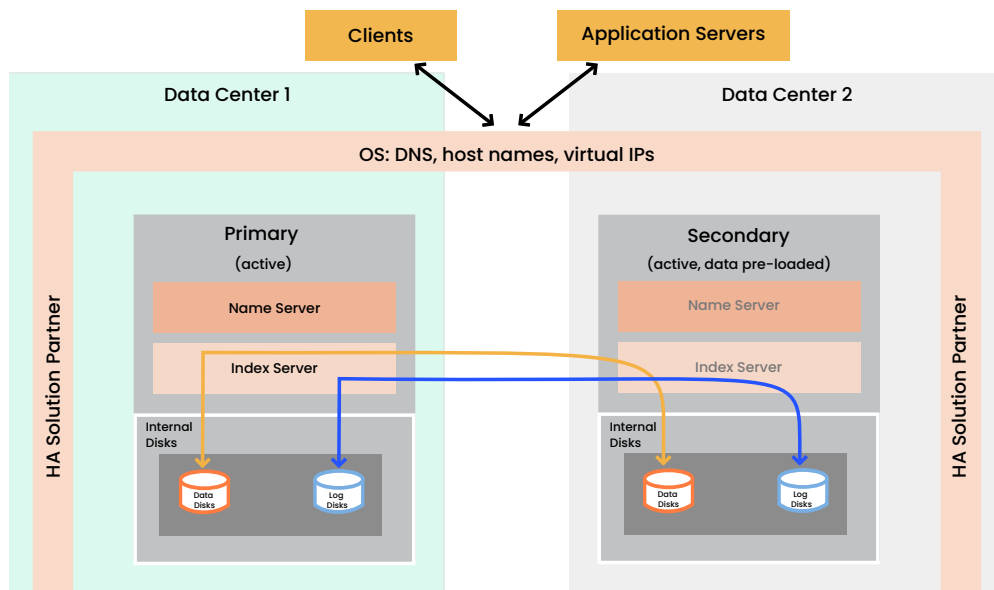 Clients
Application Servers
Data Center 1
Data Center 2
OS: DNS, host names, virtual IPs
HA Solution Partner
Primary
(active)
Name Server
Index Server
Internal
Disks
Data
Disks
Log
Disks
Secondary
(active, data pre-loaded)
Name Server
Index Server
Internal
Disks
Data
Disks
Log
Disks
HA Solution Partner